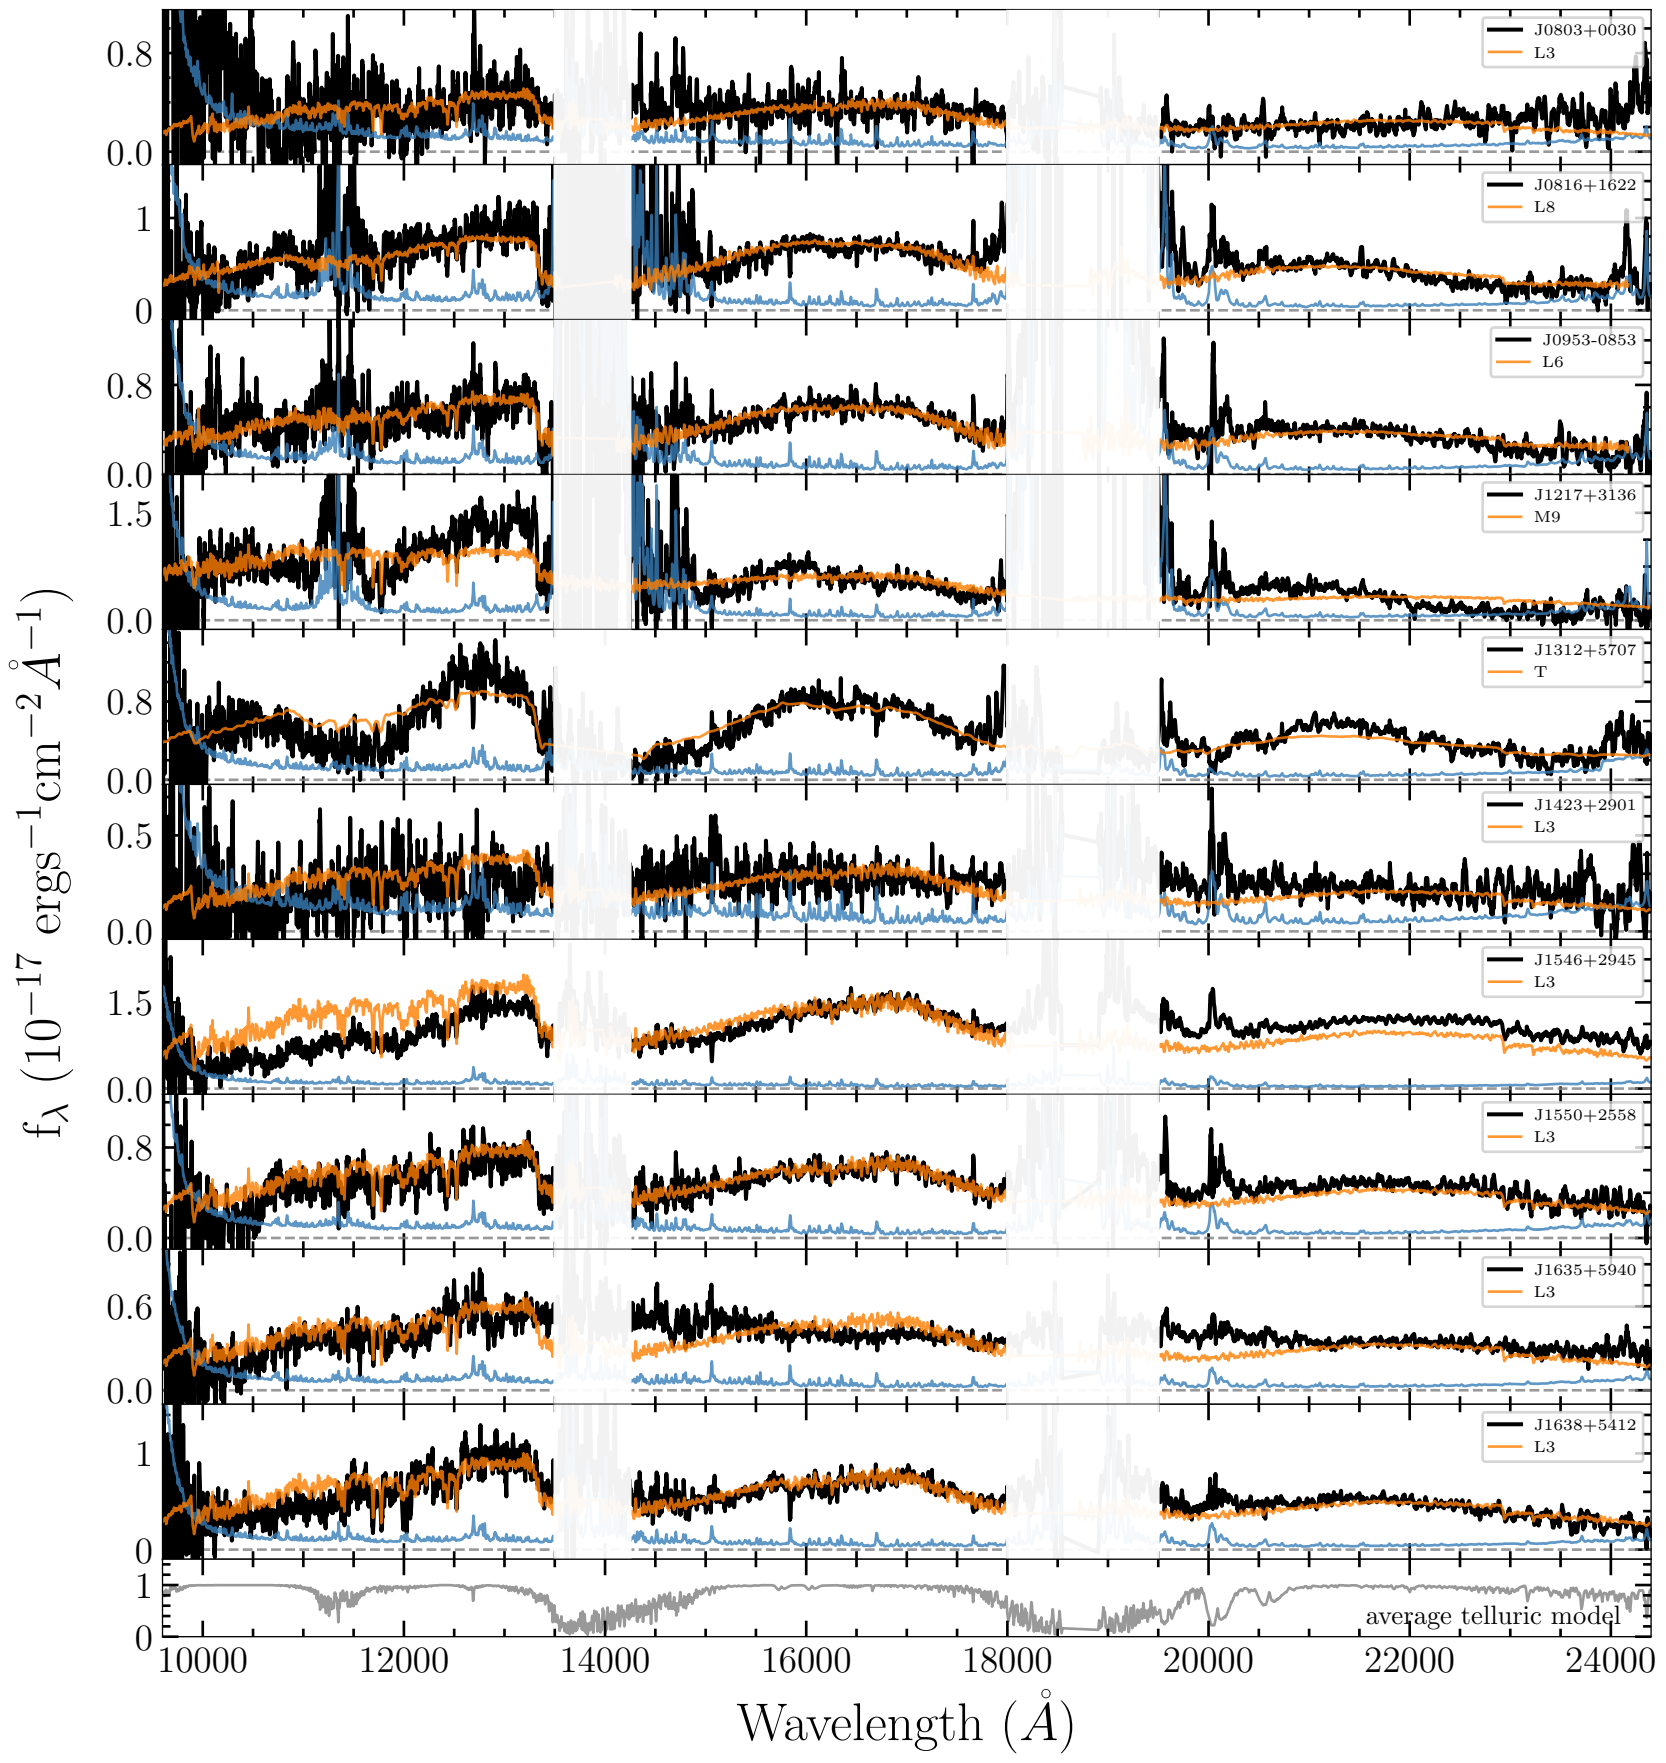 J0803+0030
L3
0.8
0.0
J0816+1622
L8
1
0
J0953-0853
L6
0.8
0.0
J1217+3136
M9
1.5
0.0
J1312+5707
T
0.8
0.0
J1423+2901
L3
0.5
0.0
J1546+2945
L3
1.5
0.0
J1550+2558
L3
0.8
0.0
J1635+5940
L3
0.6
0.0
J1638+5412
L3
1
0
0.0
1
0
average telluric model
10000 12000 14000 16000 18000 20000 22000 24000
Wavelength (Å)
f_λ (10⁻¹⁷ ergs⁻¹cm⁻² Å⁻¹)